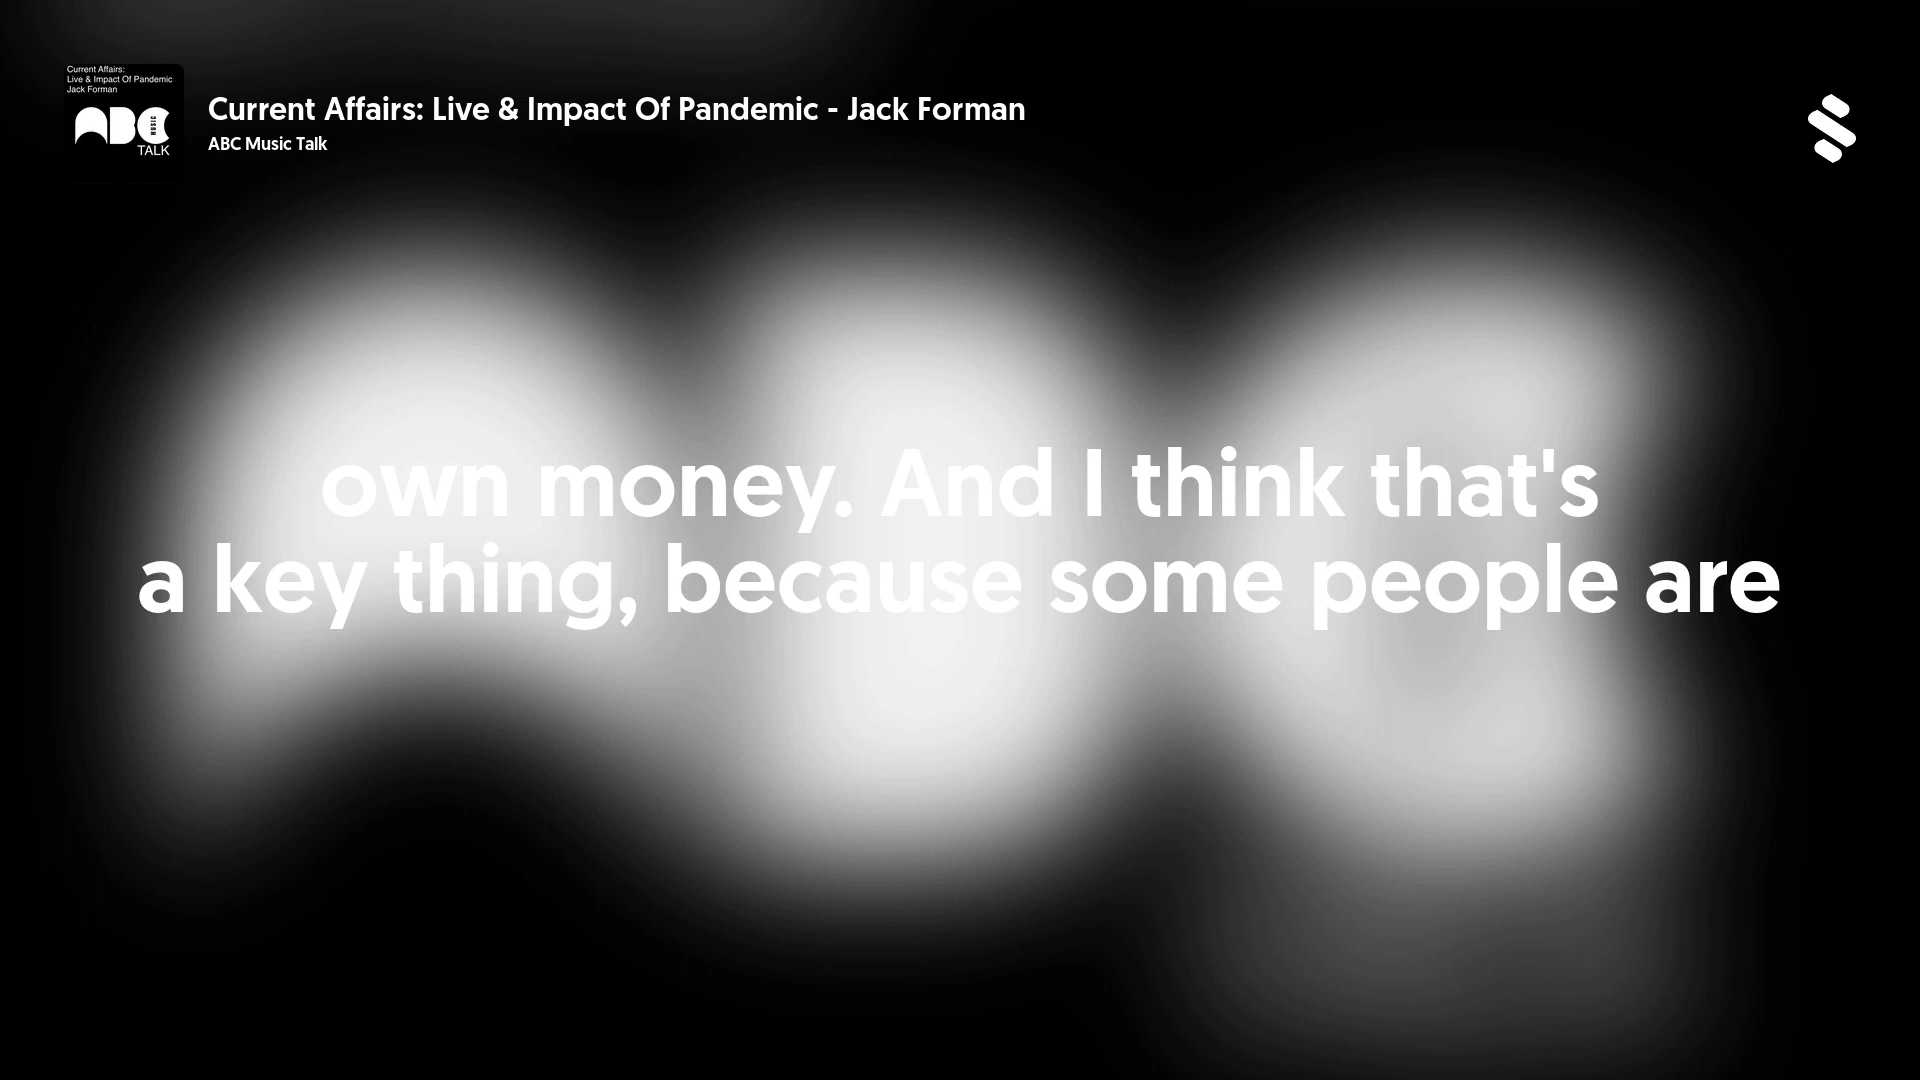 Current Affairs:
Live & Impact Of Pandemic
Jack Forman
ABC
MUSIC
TALK
Current Affairs: Live & Impact Of Pandemic - Jack Forman
ABC Music Talk
own money. And I think that's
a key thing, because some people are